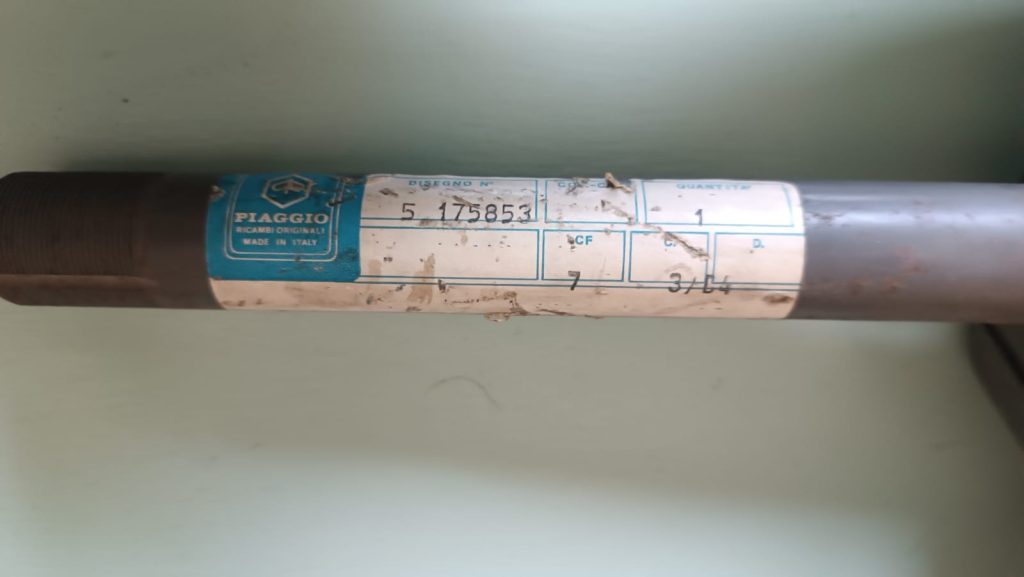 DISEGNO N°
QUANTITA'
5 175853
1
PIAGGIO
RICAMBI ORIGINALI
MADE IN ITALY
CF
D.
7